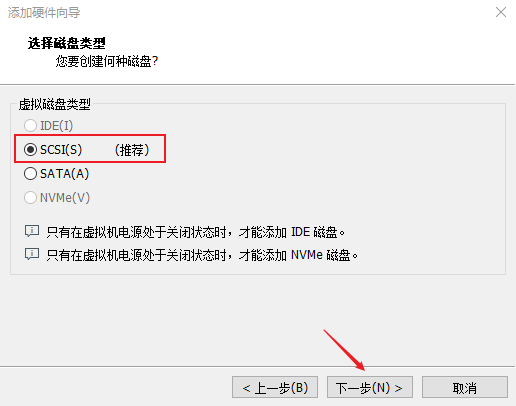 添加硬件向导
选择磁盘类型
您要创建何种磁盘?
虚拟磁盘类型
IDE(I)
SCSI(S) （推荐）
SATA(A)
NVMe(V)
只有在虚拟机电源处于关闭状态时，才能添加 IDE 磁盘。
只有在虚拟机电源处于关闭状态时，才能添加 NVMe 磁盘。
< 上一步(B) 下一步(N) > 取消